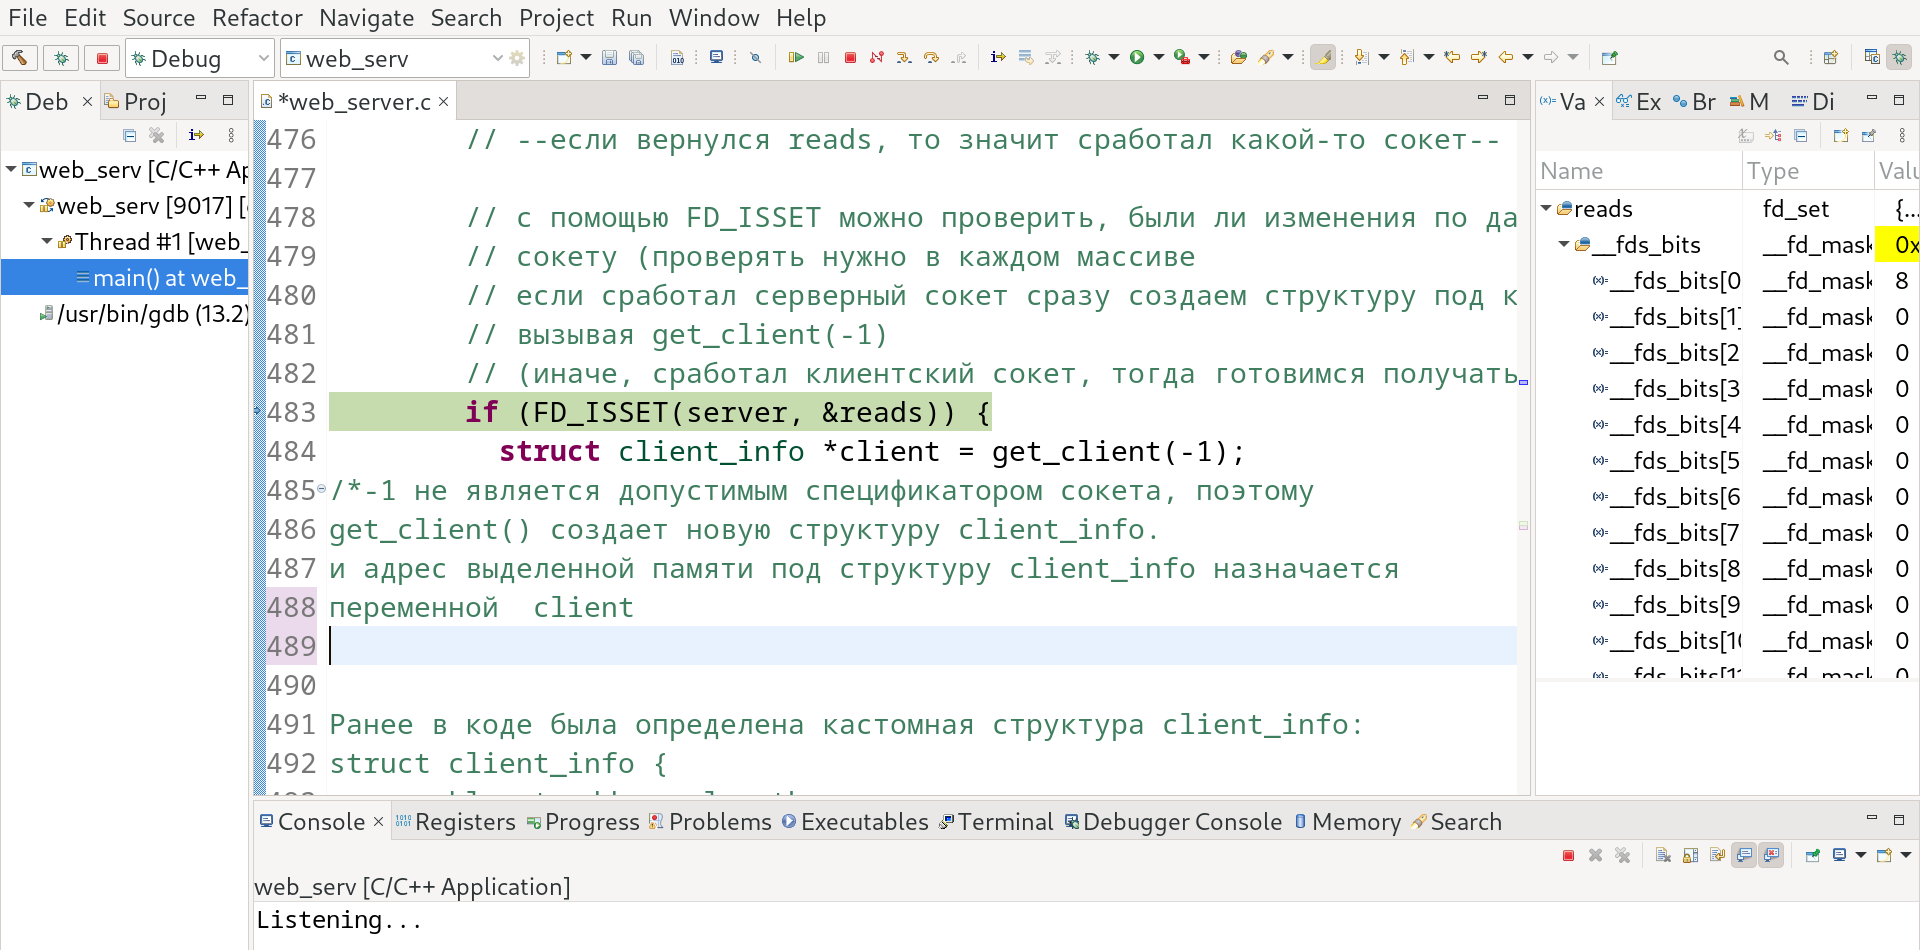 File Edit Source Refactor Navigate Search Project Run Window Help
Debug web_serv
Deb Proj
web_serv [C/C++ Ap
web_serv [9017] [
Thread #1 [web_
main() at web_
/usr/bin/gdb (13.2)
*web_server.c
476 // --если вернулся reads, то значит сработал какой-то сокет--
477
478 // с помощью FD_ISSET можно проверить, были ли изменения по да
479 // сокету (проверять нужно в каждом массиве
480 // если сработал серверный сокет сразу создаем структуру под к
481 // вызывая get_client(-1)
482 // (иначе, сработал клиентский сокет, тогда готовимся получать
483 if (FD_ISSET(server, &reads)) {
484 struct client_info *client = get_client(-1);
485 /*-1 не является допустимым спецификатором сокета, поэтому
486 get_client() создает новую структуру client_info.
487 и адрес выделенной памяти под структуру client_info назначается
488 переменной  client
489
490
491 Ранее в коде была определена кастомная структура client_info:
492 struct client_info {
Va Ex Br M Di
Name Type Valu
reads fd_set {...
__fds_bits __fd_mask 0x
__fds_bits[0 __fd_mask 8
__fds_bits[1] __fd_mask 0
__fds_bits[2 __fd_mask 0
__fds_bits[3 __fd_mask 0
__fds_bits[4 __fd_mask 0
__fds_bits[5 __fd_mask 0
__fds_bits[6 __fd_mask 0
__fds_bits[7 __fd_mask 0
__fds_bits[8 __fd_mask 0
__fds_bits[9 __fd_mask 0
__fds_bits[10 __fd_mask 0
__fds_bits[11 __fd_mask 0
Console Registers Progress Problems Executables Terminal Debugger Console Memory Search
web_serv [C/C++ Application]
Listening...